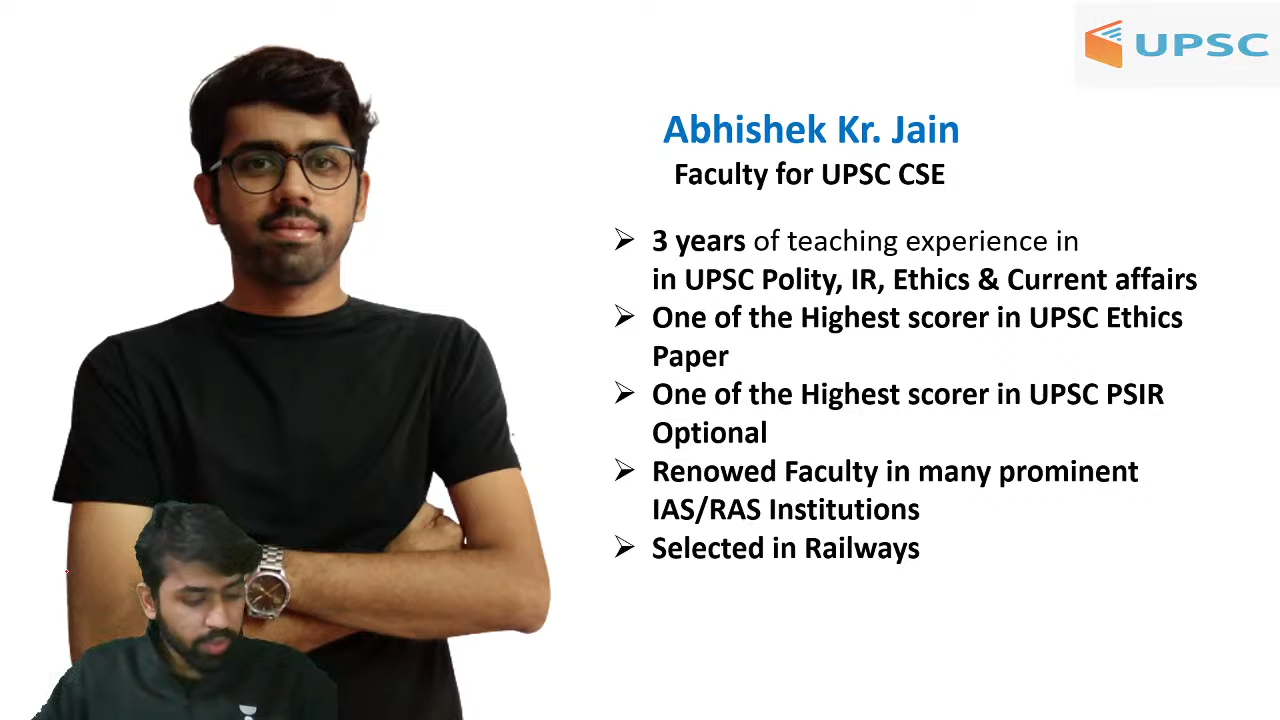 UPSC
Abhishek Kr. Jain
Faculty for UPSC CSE
3 years of teaching experience in
in UPSC Polity, IR, Ethics & Current affairs
One of the Highest scorer in UPSC Ethics
Paper
One of the Highest scorer in UPSC PSIR
Optional
Renowed Faculty in many prominent
IAS/RAS Institutions
Selected in Railways